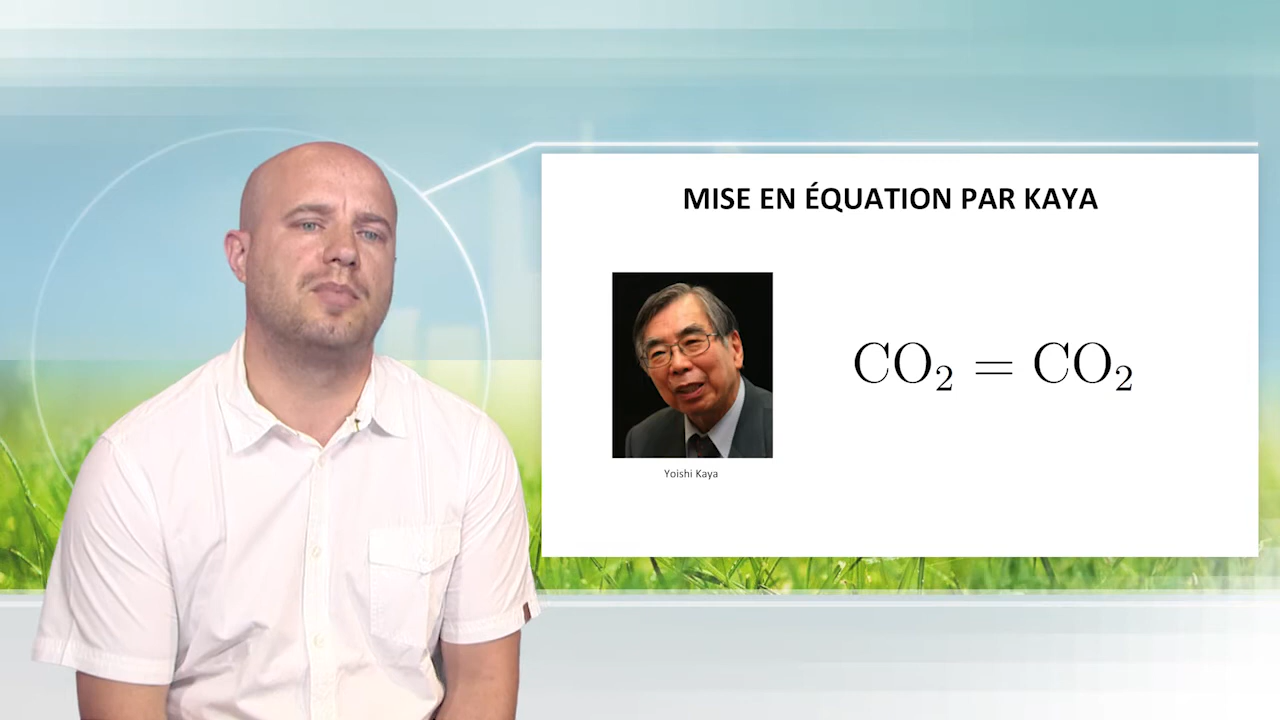 MISE EN ÉQUATION PAR KAYA
CO₂ = CO₂
Yoishi Kaya